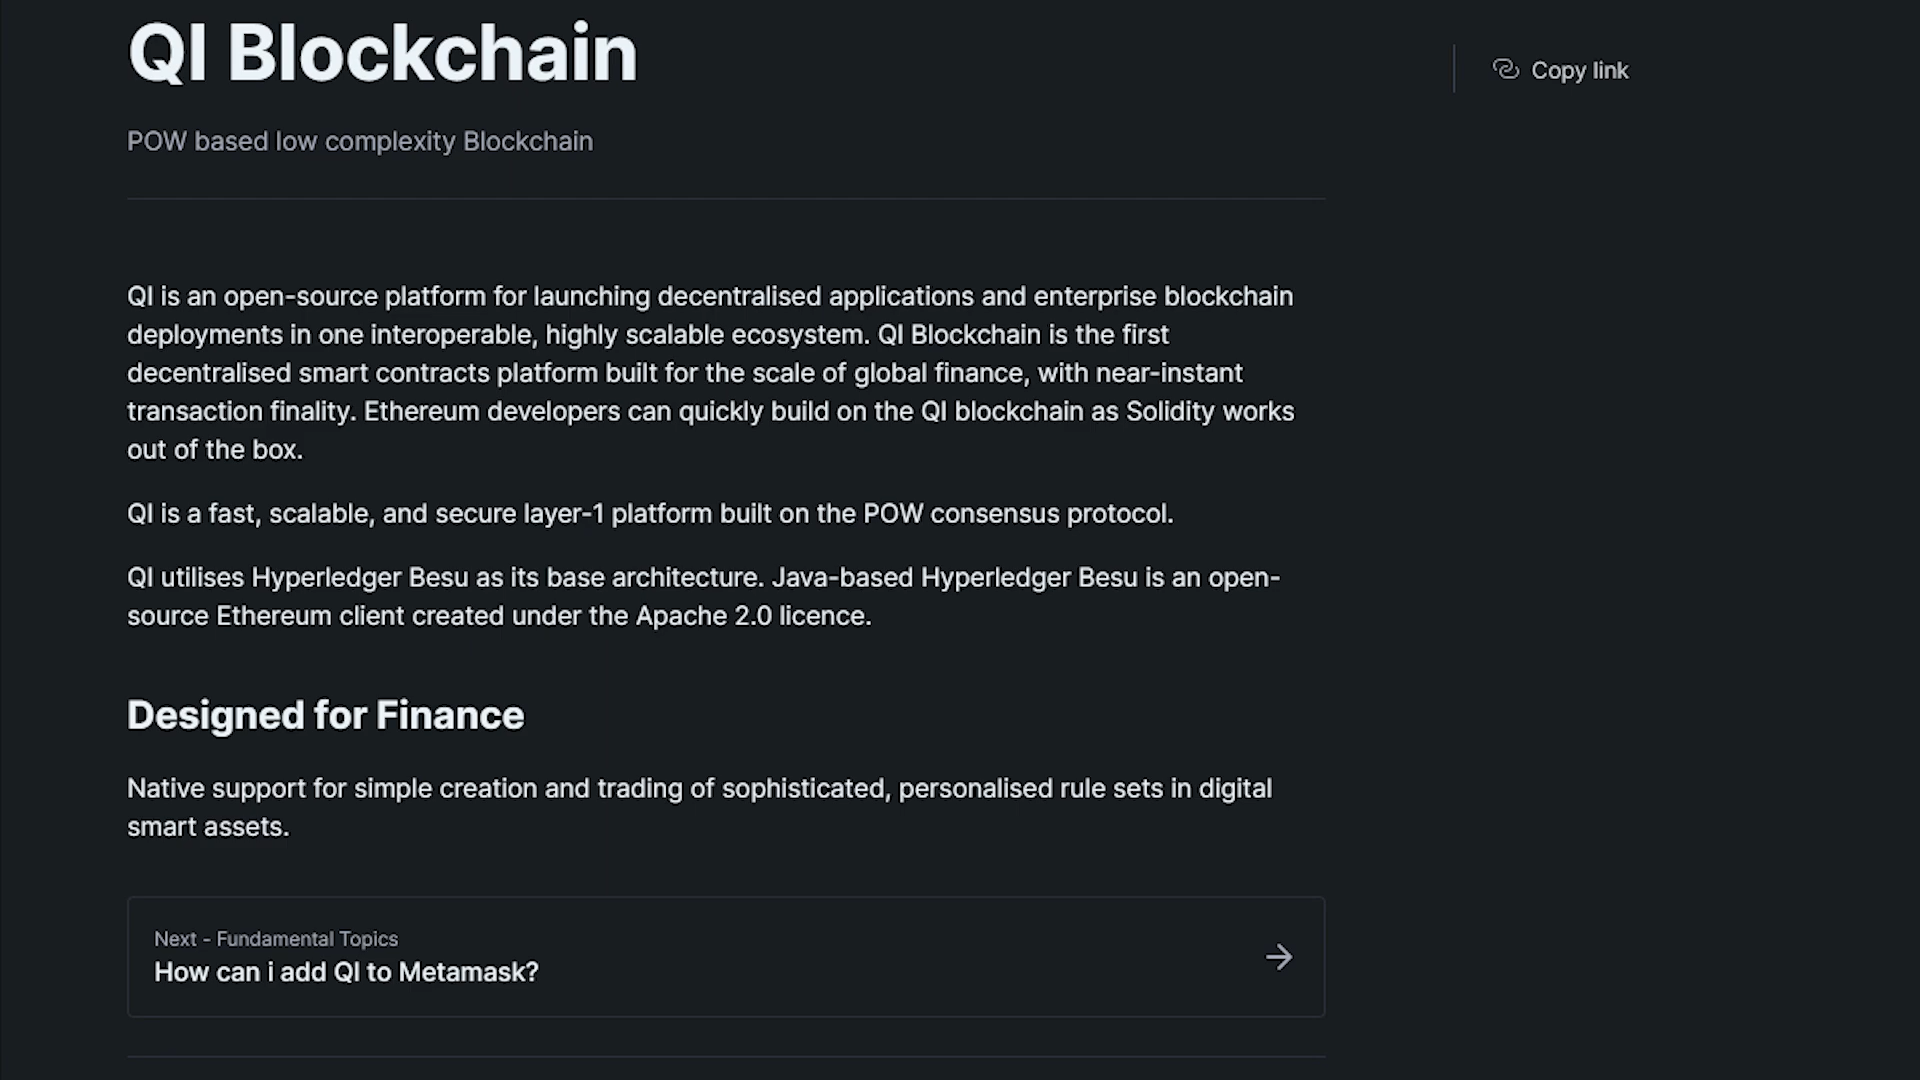 QI Blockchain
Copy link
POW based low complexity Blockchain
QI is an open-source platform for launching decentralised applications and enterprise blockchain
deployments in one interoperable, highly scalable ecosystem. QI Blockchain is the first
decentralised smart contracts platform built for the scale of global finance, with near-instant
transaction finality. Ethereum developers can quickly build on the QI blockchain as Solidity works
out of the box.
QI is a fast, scalable, and secure layer-1 platform built on the POW consensus protocol.
QI utilises Hyperledger Besu as its base architecture. Java-based Hyperledger Besu is an open-
source Ethereum client created under the Apache 2.0 licence.
Designed for Finance
Native support for simple creation and trading of sophisticated, personalised rule sets in digital
smart assets.
Next - Fundamental Topics
How can i add QI to Metamask?